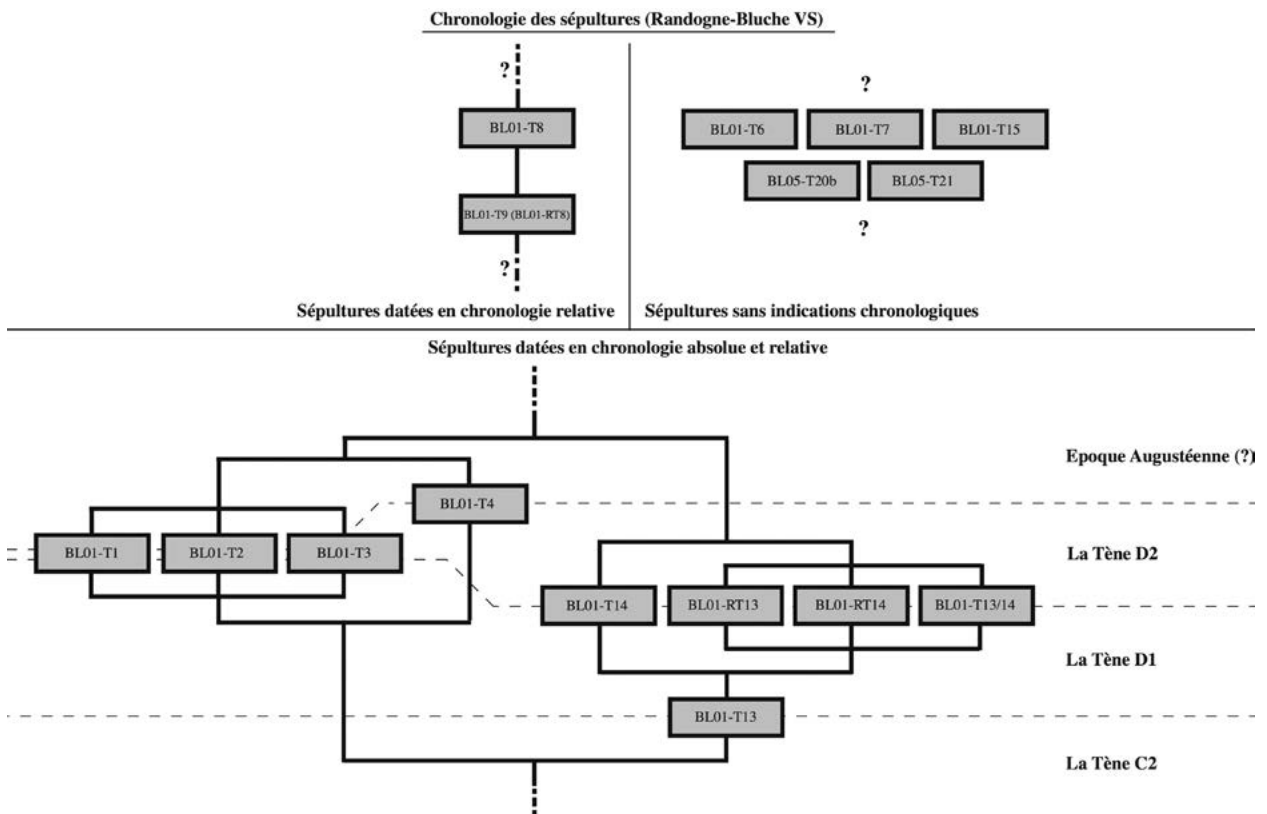 Chronologie des sépultures (Randogne-Bluche VS)
?
BL01-T8
BL01-T9 (BL01-RT8)
?
Sépultures datées en chronologie relative
?
BL01-T6 BL01-T7 BL01-T15
BL05-T20b BL05-T21
?
Sépultures sans indications chronologiques
Sépultures datées en chronologie absolue et relative
Epoque Augustéenne (?)
BL01-T4
BL01-T1 BL01-T2 BL01-T3
La Tène D2
BL01-T14 BL01-RT13 BL01-RT14 BL01-T13/14
La Tène D1
BL01-T13
La Tène C2